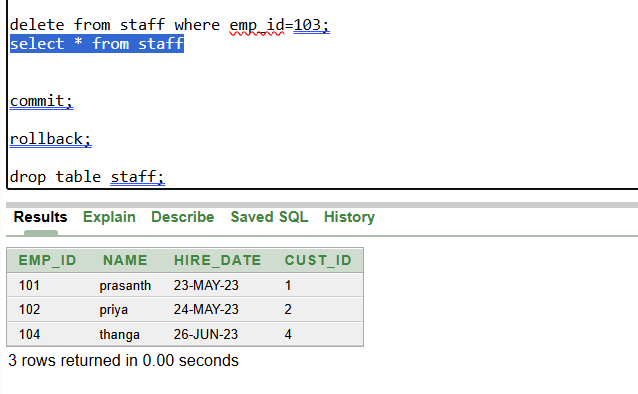 delete from staff where emp_id=103;
select * from staff
commit;
rollback;
drop table staff;
Results Explain Describe Saved SQL History
EMP_ID NAME HIRE_DATE CUST_ID
101 prasanth 23-MAY-23 1
102 priya 24-MAY-23 2
104 thanga 26-JUN-23 4
3 rows returned in 0.00 seconds